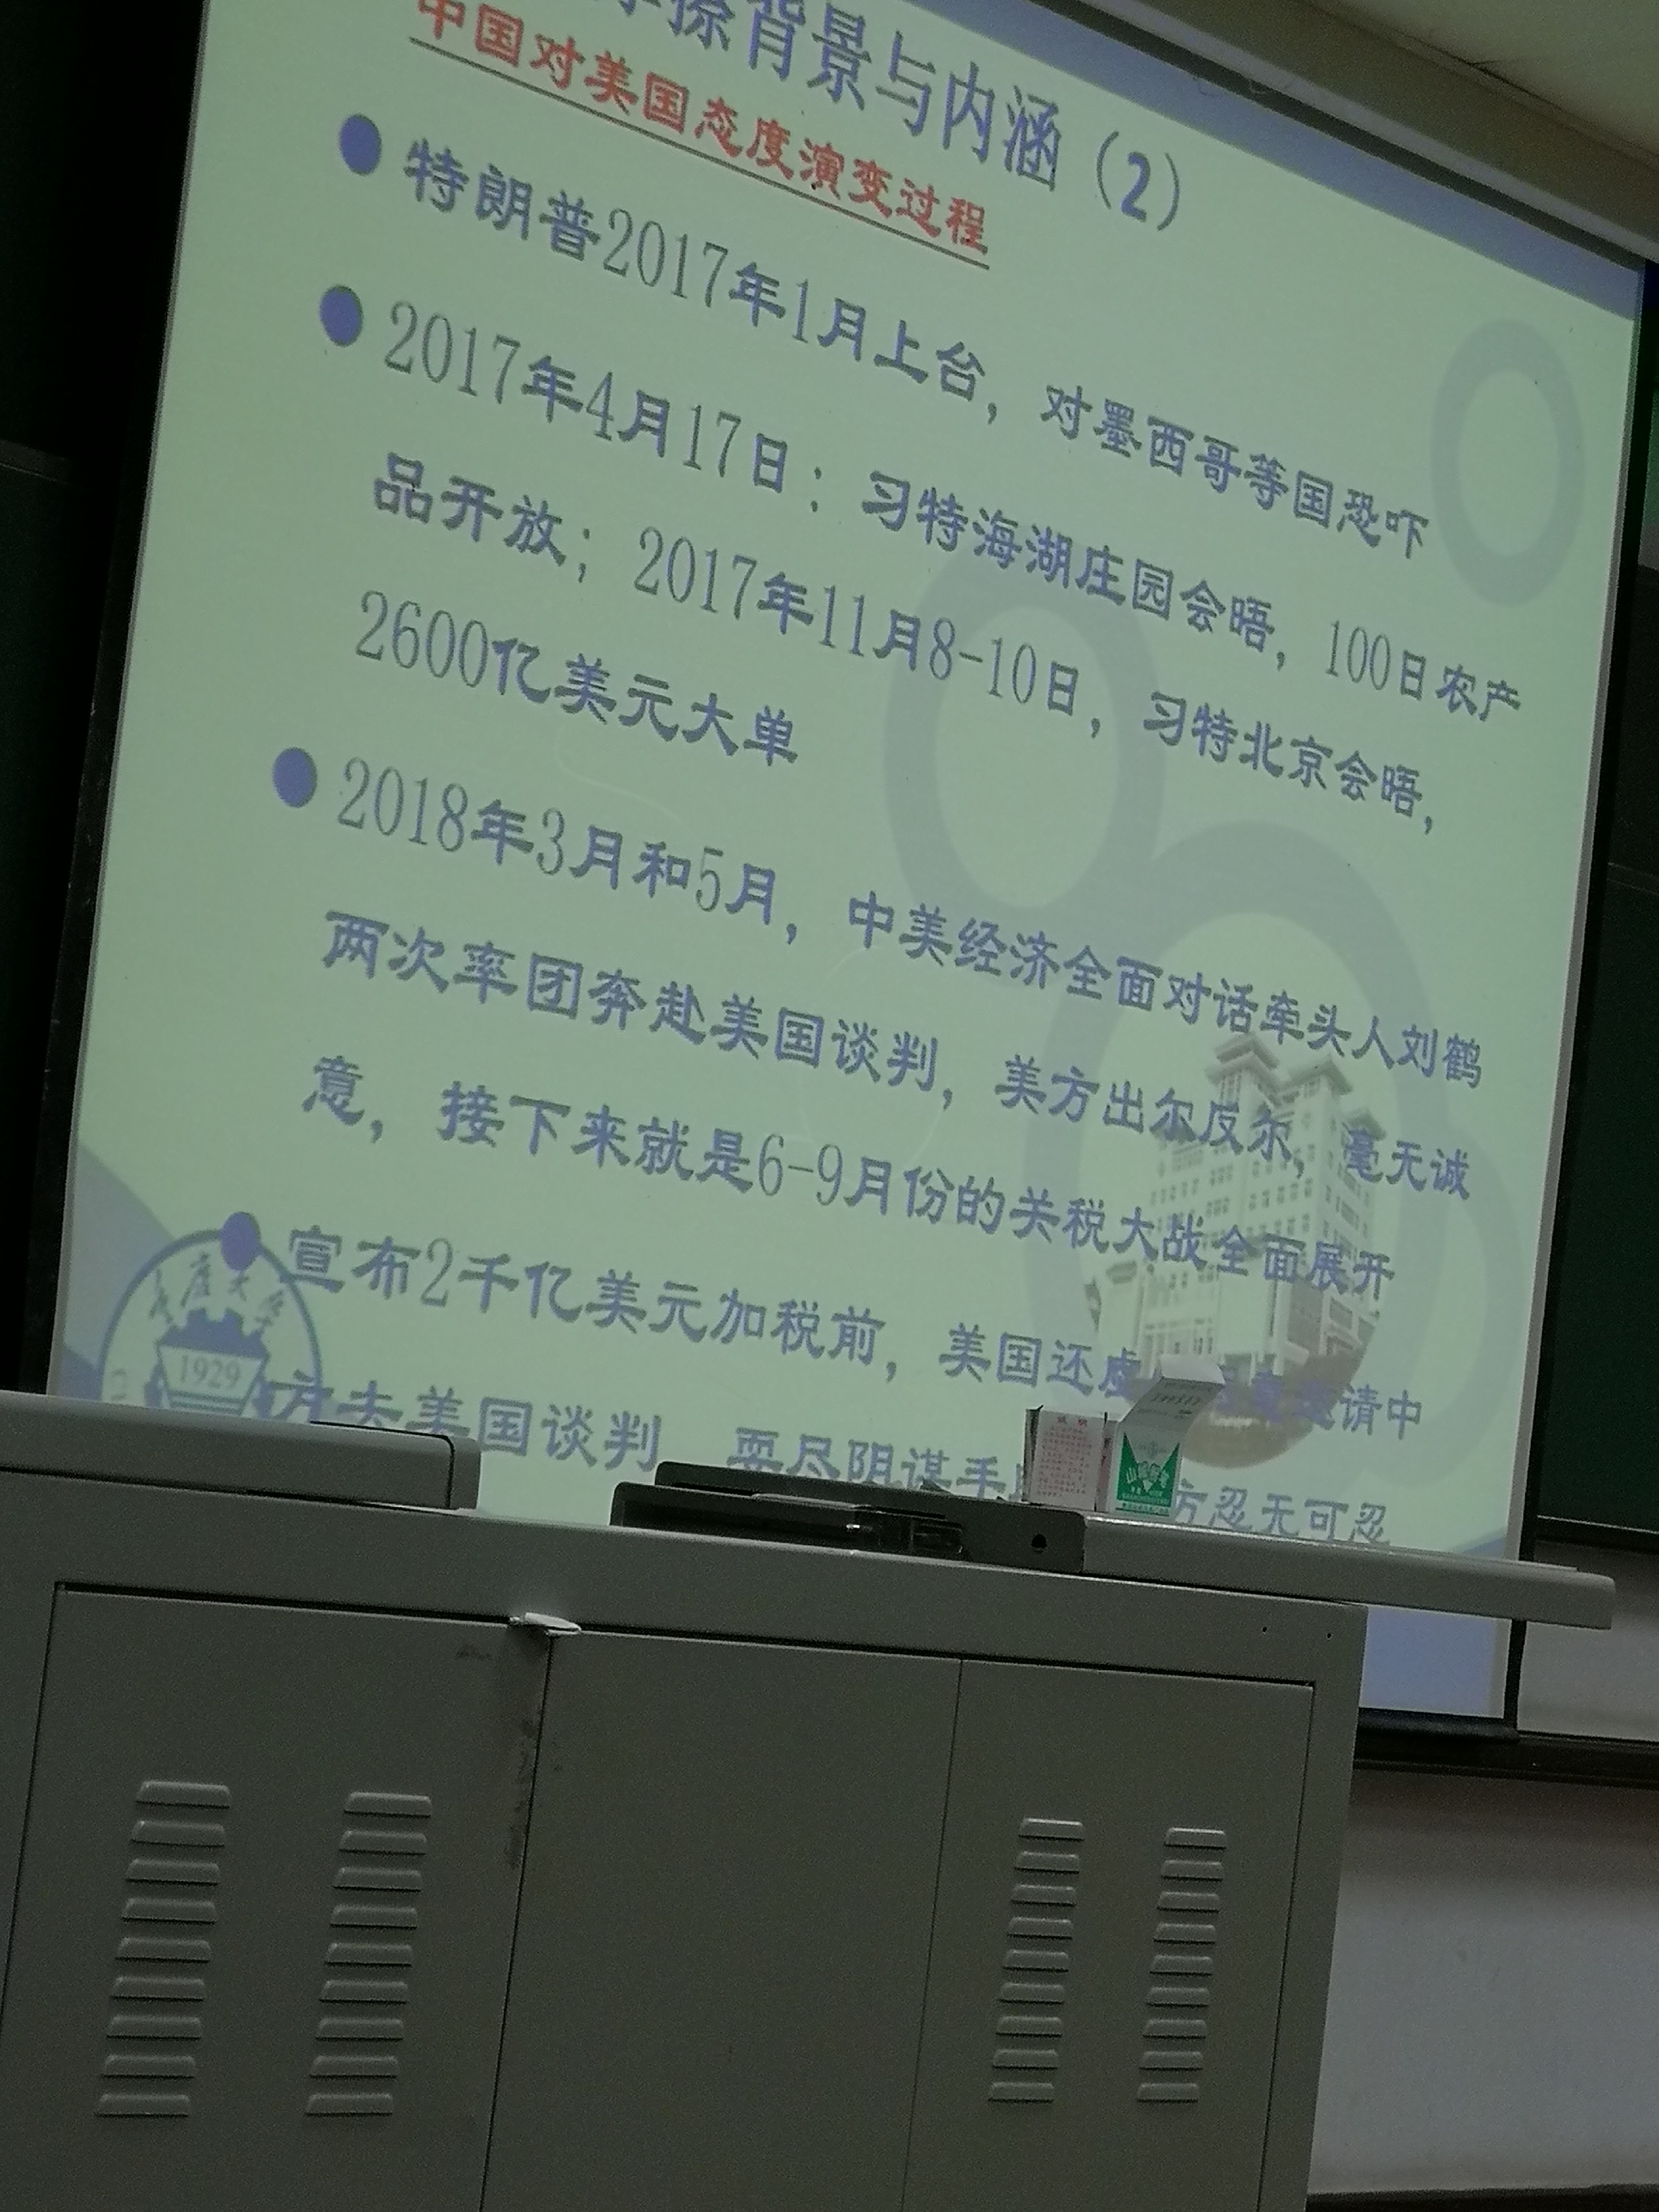 擦背景与内涵（2）
中国对美国态度演变过程
特朗普2017年1月上台，对墨西哥等国恐吓
2017年4月17日：习特海湖庄园会晤，100日农产
品开放；2017年11月8-10日，习特北京会晤，
2600亿美元大单
2018年3月和5月，中美经济全面对话牵头人刘鹤
两次率团奔赴美国谈判，美方出尔反尔，毫无诚
意，接下来就是6-9月份的关税大战全面展开
宣布2千亿美元加税前，美国还虚 请中
方去美国谈判 耍尽阴谋手 方忍无可忍
1929